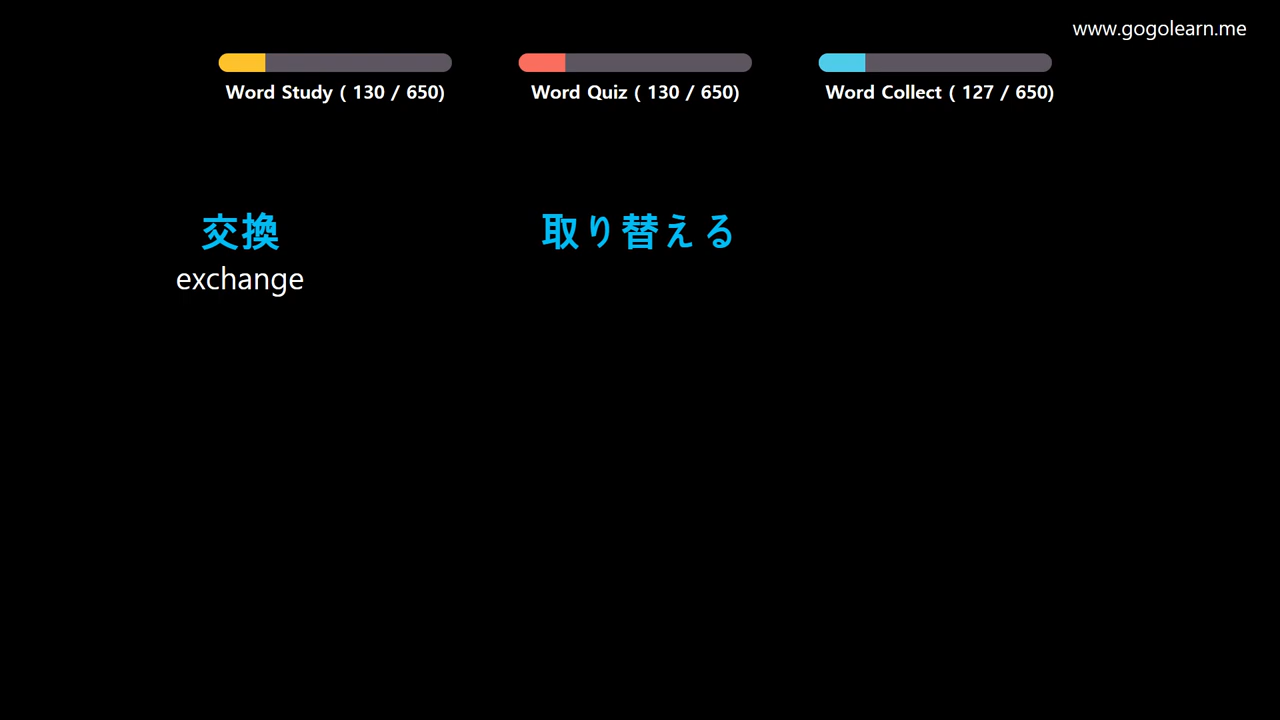 www.gogolearn.me
Word Study ( 130 / 650)
Word Quiz ( 130 / 650)
Word Collect ( 127 / 650)
交換
exchange
取り替える